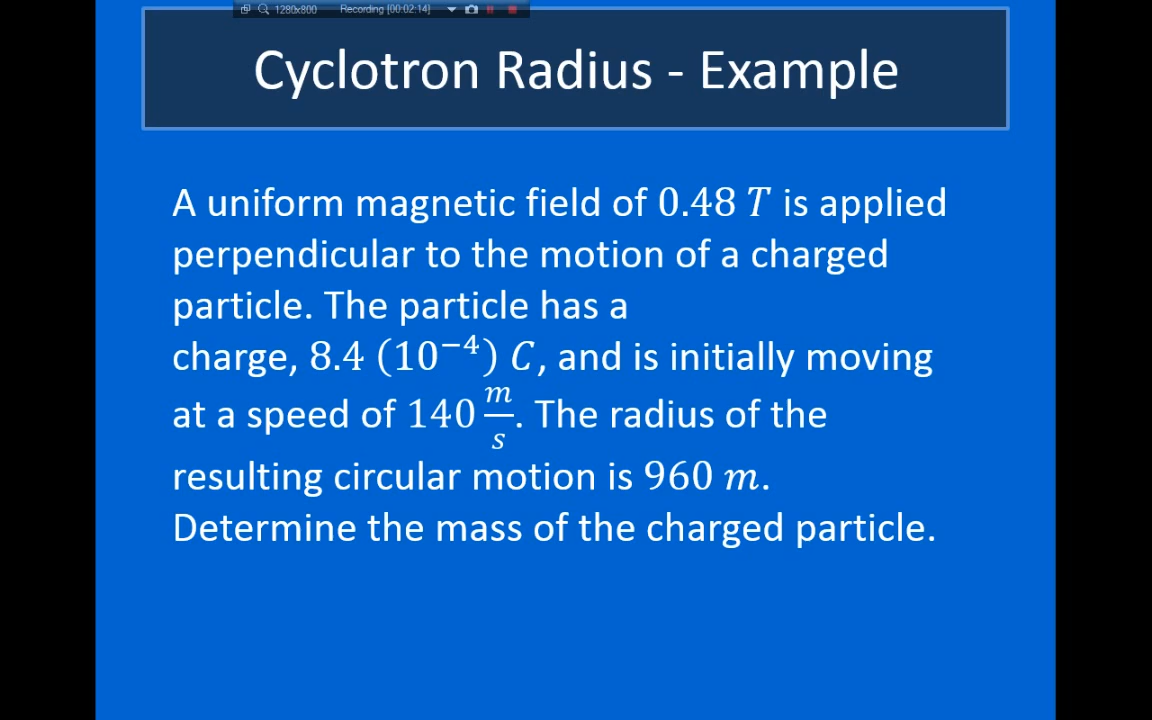 1280x800 Recording [00:02:14]
Cyclotron Radius - Example
A uniform magnetic field of 0.48 T is applied
perpendicular to the motion of a charged
particle. The particle has a
charge, 8.4 (10⁻⁴) C, and is initially moving
at a speed of 140 m/s. The radius of the
resulting circular motion is 960 m.
Determine the mass of the charged particle.